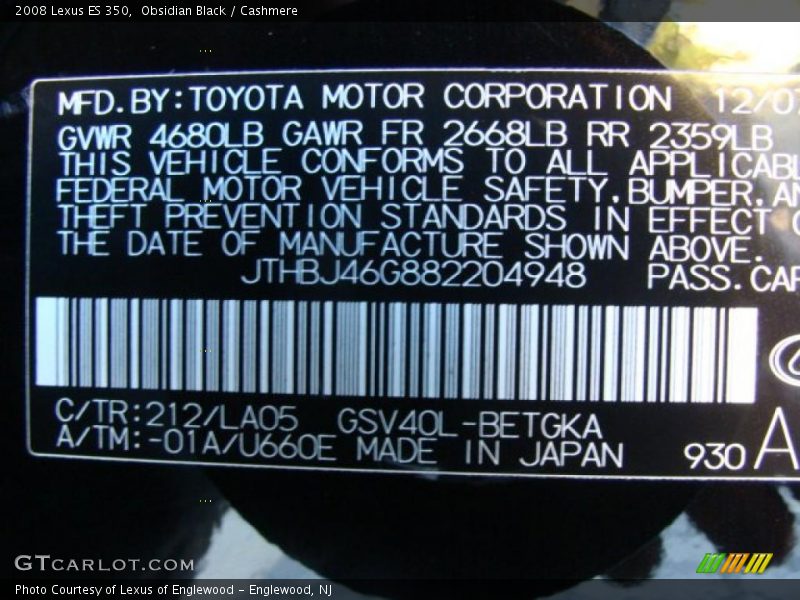 2008 Lexus ES 350,  Obsidian Black / Cashmere
MFD.BY:TOYOTA MOTOR CORPORATION 12/07
GVWR 4680LB GAWR FR 2668LB RR 2359LB
THIS VEHICLE CONFORMS TO ALL APPLICABL
FEDERAL MOTOR VEHICLE SAFETY,BUMPER,AN
THEFT PREVENTION STANDARDS IN EFFECT O
THE DATE OF MANUFACTURE SHOWN ABOVE.
JTHBJ46G882204948 PASS.CAR
C/TR:212/LA05 GSV40L-BETGKA
A/TM:-01A/U660E MADE IN JAPAN 930 A
GTCARLOT.COM
Photo Courtesy of Lexus of Englewood - Englewood, NJ